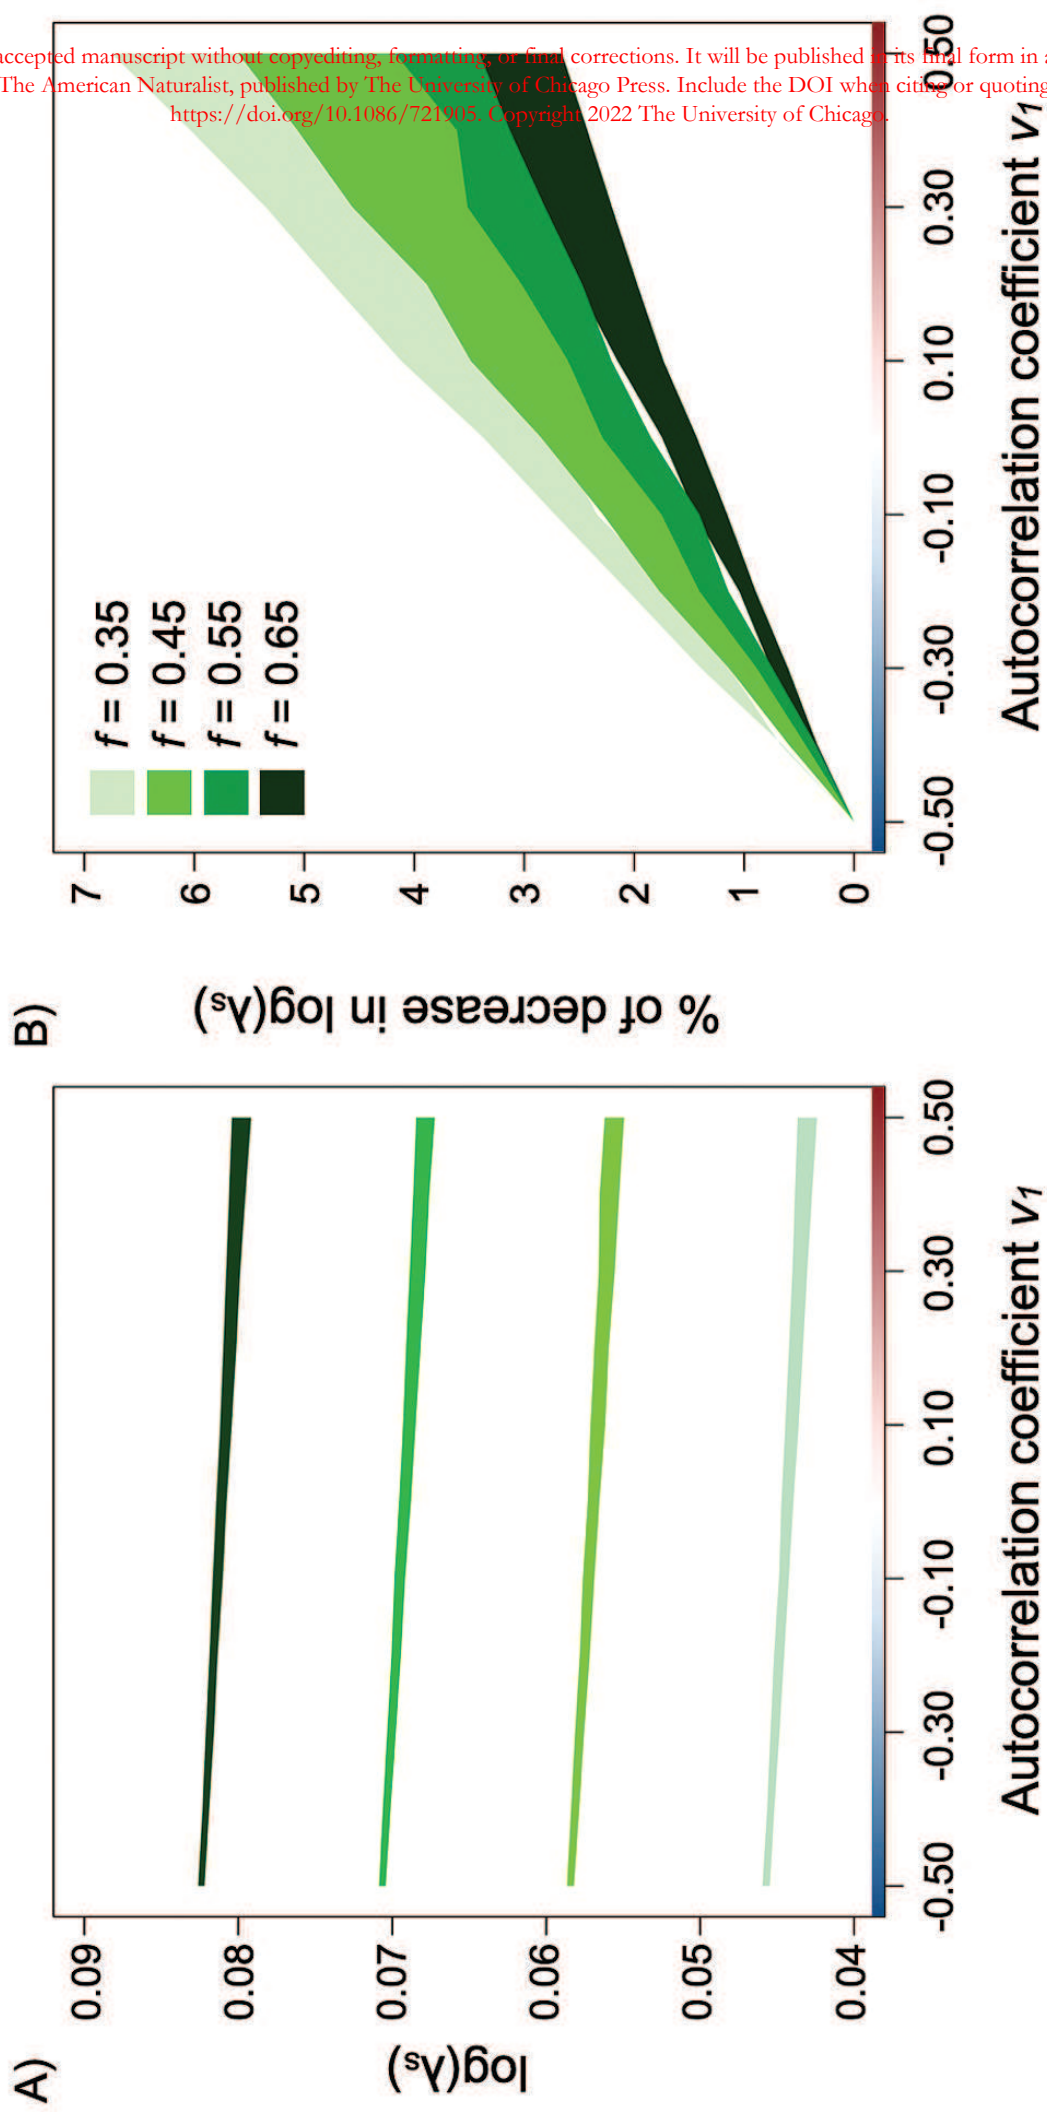 accepted manuscript without copyediting, formatting, or final corrections. It will be published in its final form in a
The American Naturalist, published by The University of Chicago Press. Include the DOI when citing or quoting
https://doi.org/10.1086/721905. Copyright 2022 The University of Chicago.
A)
log(λs)
0.09
0.08
0.07
0.06
0.05
0.04
-0.50
-0.30
-0.10
0.10
0.30
0.50
Autocorrelation coefficient v1
B)
% of decrease in log(λs)
7
6
5
4
3
2
1
0
f = 0.35
f = 0.45
f = 0.55
f = 0.65
-0.50
-0.30
-0.10
0.10
0.30
0.50
Autocorrelation coefficient v1